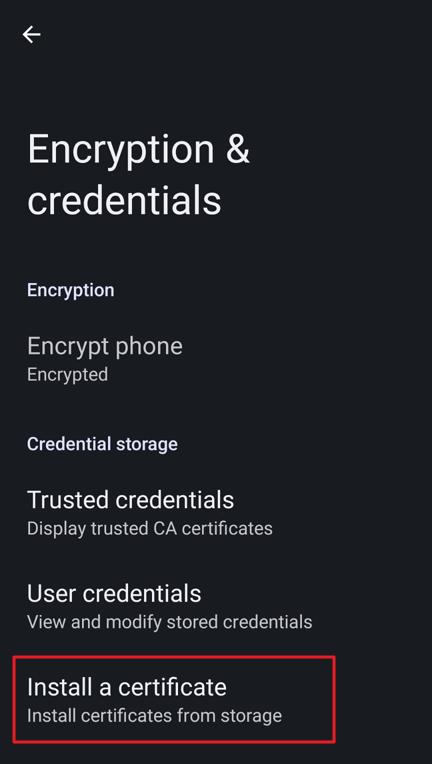 Encryption &
credentials
Encryption
Encrypt phone
Encrypted
Credential storage
Trusted credentials
Display trusted CA certificates
User credentials
View and modify stored credentials
Install a certificate
Install certificates from storage